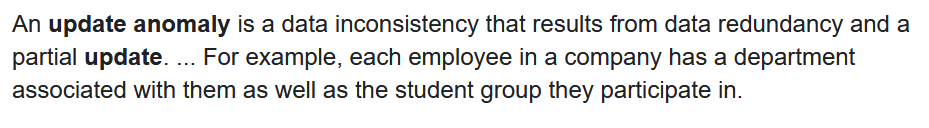 An update anomaly is a data inconsistency that results from data redundancy and a
partial update. ... For example, each employee in a company has a department
associated with them as well as the student group they participate in.